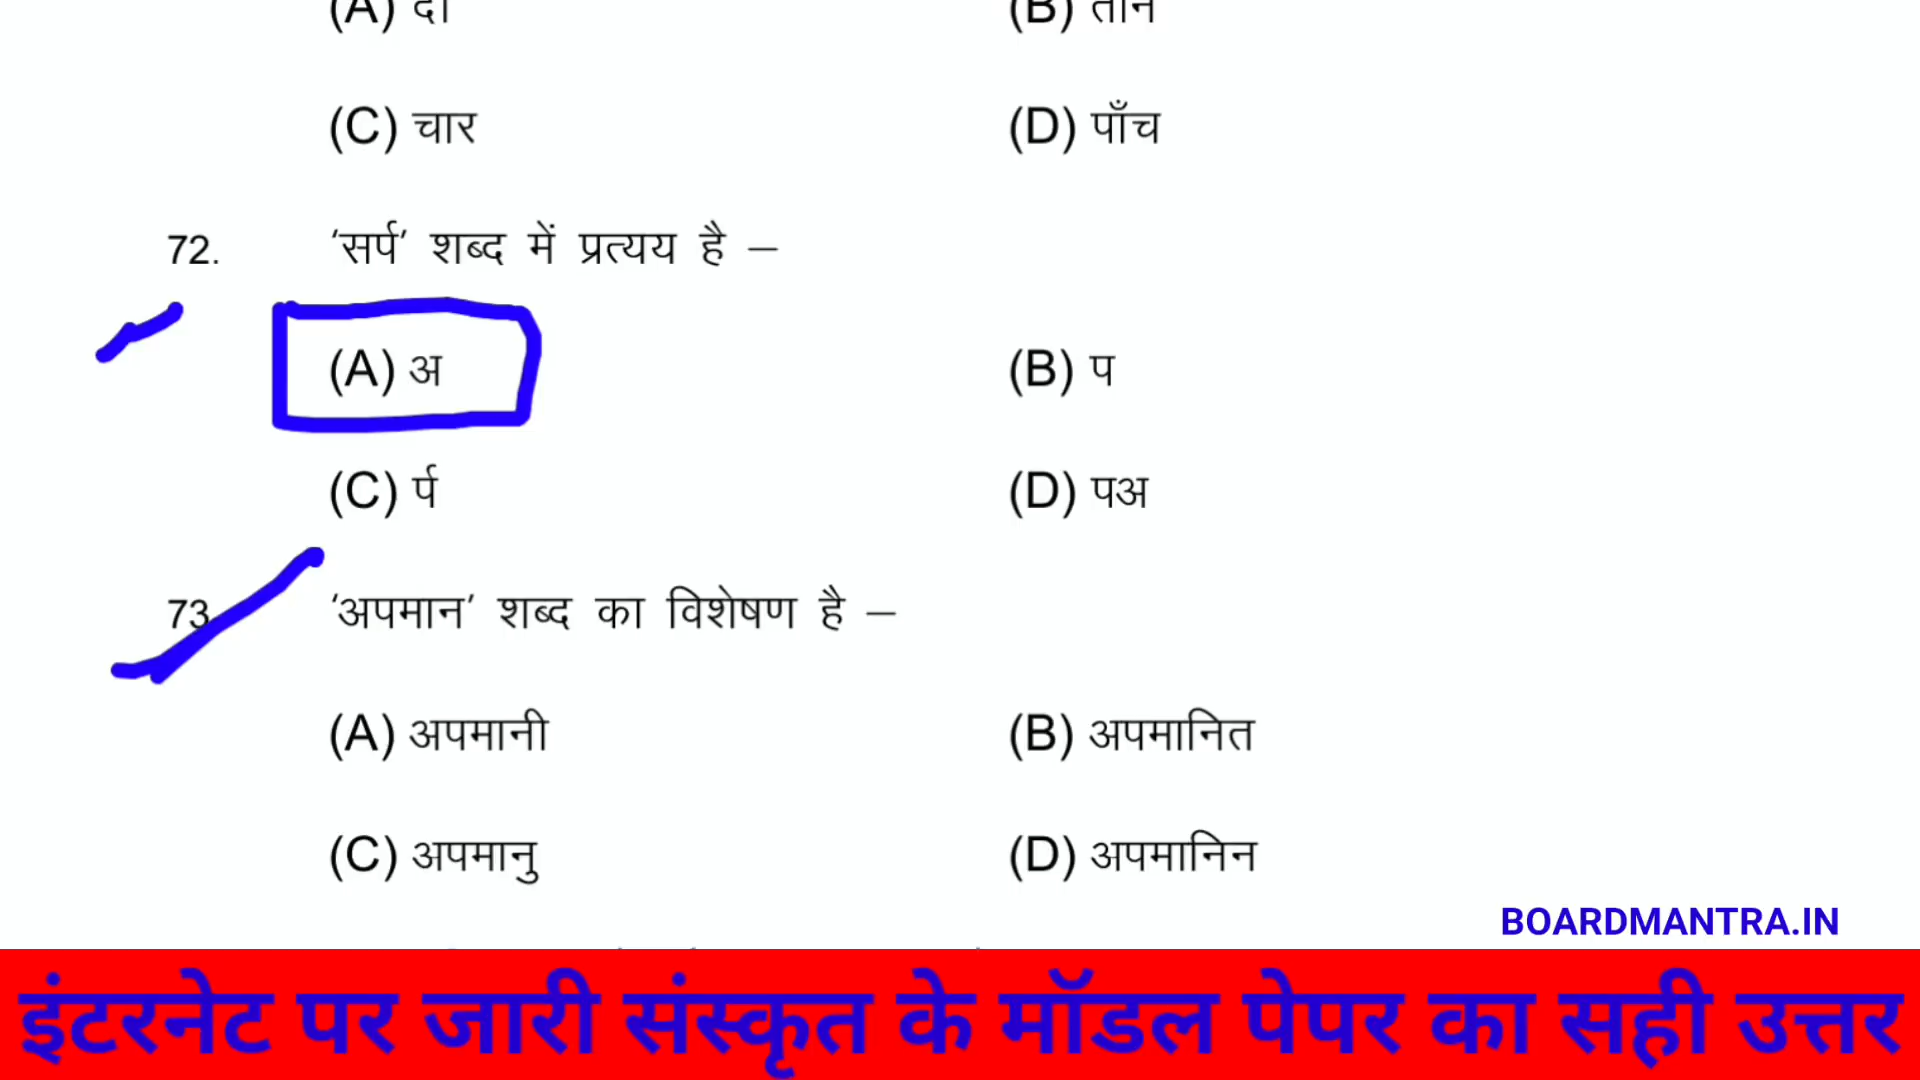 (A) दो (B) तीन
(C) चार (D) पाँच
72. ‘सर्प’ शब्द में प्रत्यय है –
(A) अ (B) प
(C) र्प (D) पअ
73 ‘अपमान’ शब्द का विशेषण है –
(A) अपमानी (B) अपमानित
(C) अपमानु (D) अपमानिन
BOARDMANTRA.IN
इंटरनेट पर जारी संस्कृत के मॉडल पेपर का सही उत्तर